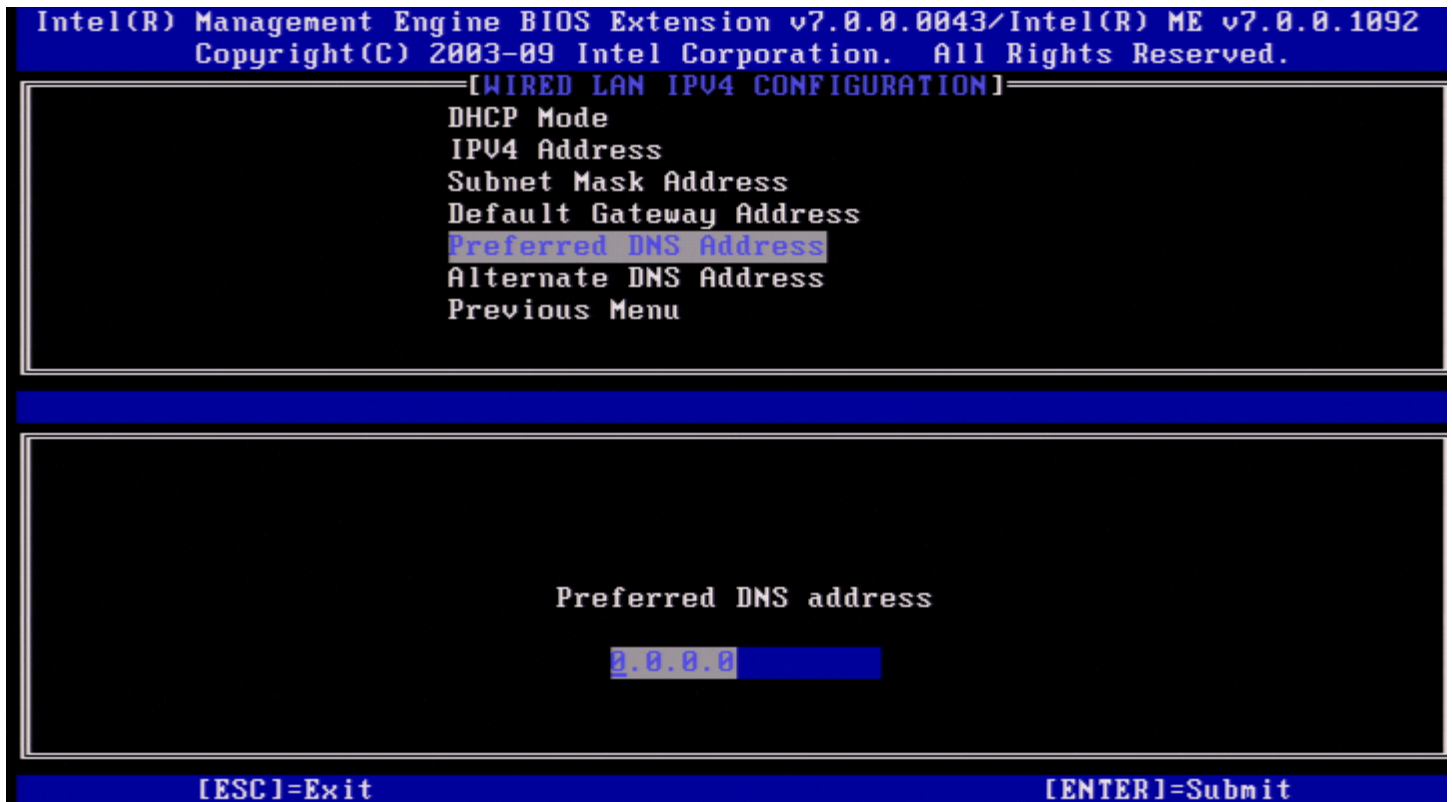 Intel(R) Management Engine BIOS Extension v7.0.0.0043/Intel(R) ME v7.0.0.1092
Copyright(C) 2003-09 Intel Corporation. All Rights Reserved.
[WIRED LAN IPV4 CONFIGURATION]
DHCP Mode
IPV4 Address
Subnet Mask Address
Default Gateway Address
Preferred DNS Address
Alternate DNS Address
Previous Menu
Preferred DNS address
0.0.0.0
[ESC]=Exit [ENTER]=Submit